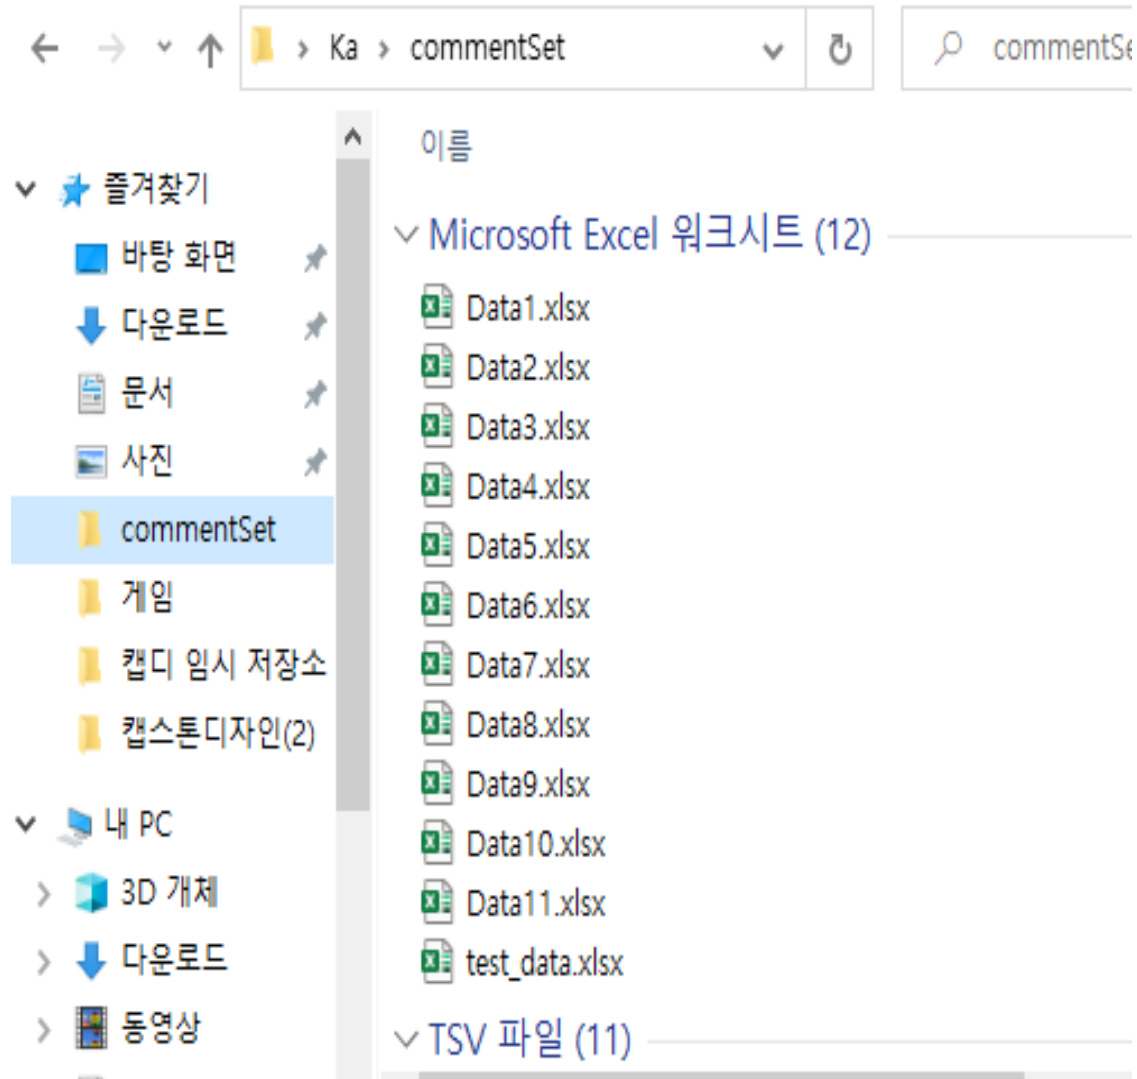 Ka > commentSet
commentSe
이름
즐겨찾기
바탕 화면
다운로드
문서
사진
commentSet
게임
캡디 임시 저장소
캡스톤디자인(2)
내 PC
3D 개체
다운로드
동영상
Microsoft Excel 워크시트 (12)
Data1.xlsx
Data2.xlsx
Data3.xlsx
Data4.xlsx
Data5.xlsx
Data6.xlsx
Data7.xlsx
Data8.xlsx
Data9.xlsx
Data10.xlsx
Data11.xlsx
test_data.xlsx
TSV 파일 (11)